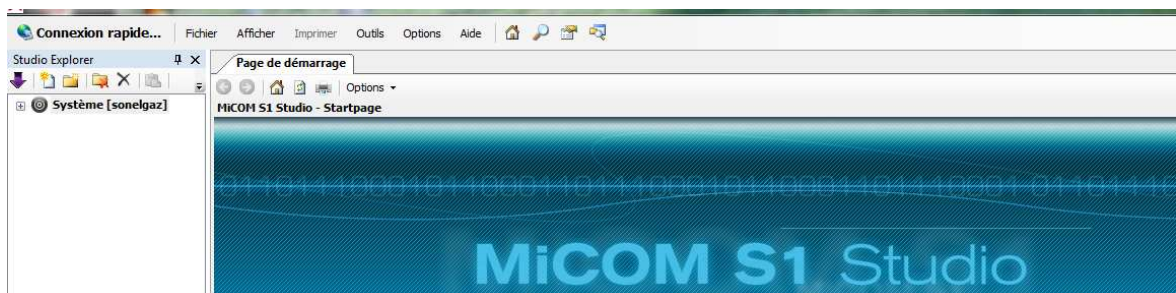 Connexion rapide... Fichier Afficher Imprimer Outils Options Aide
Studio Explorer
Page de démarrage
Options
Système [sonelgaz]
MiCOM S1 Studio - Startpage
MiCOM S1 Studio